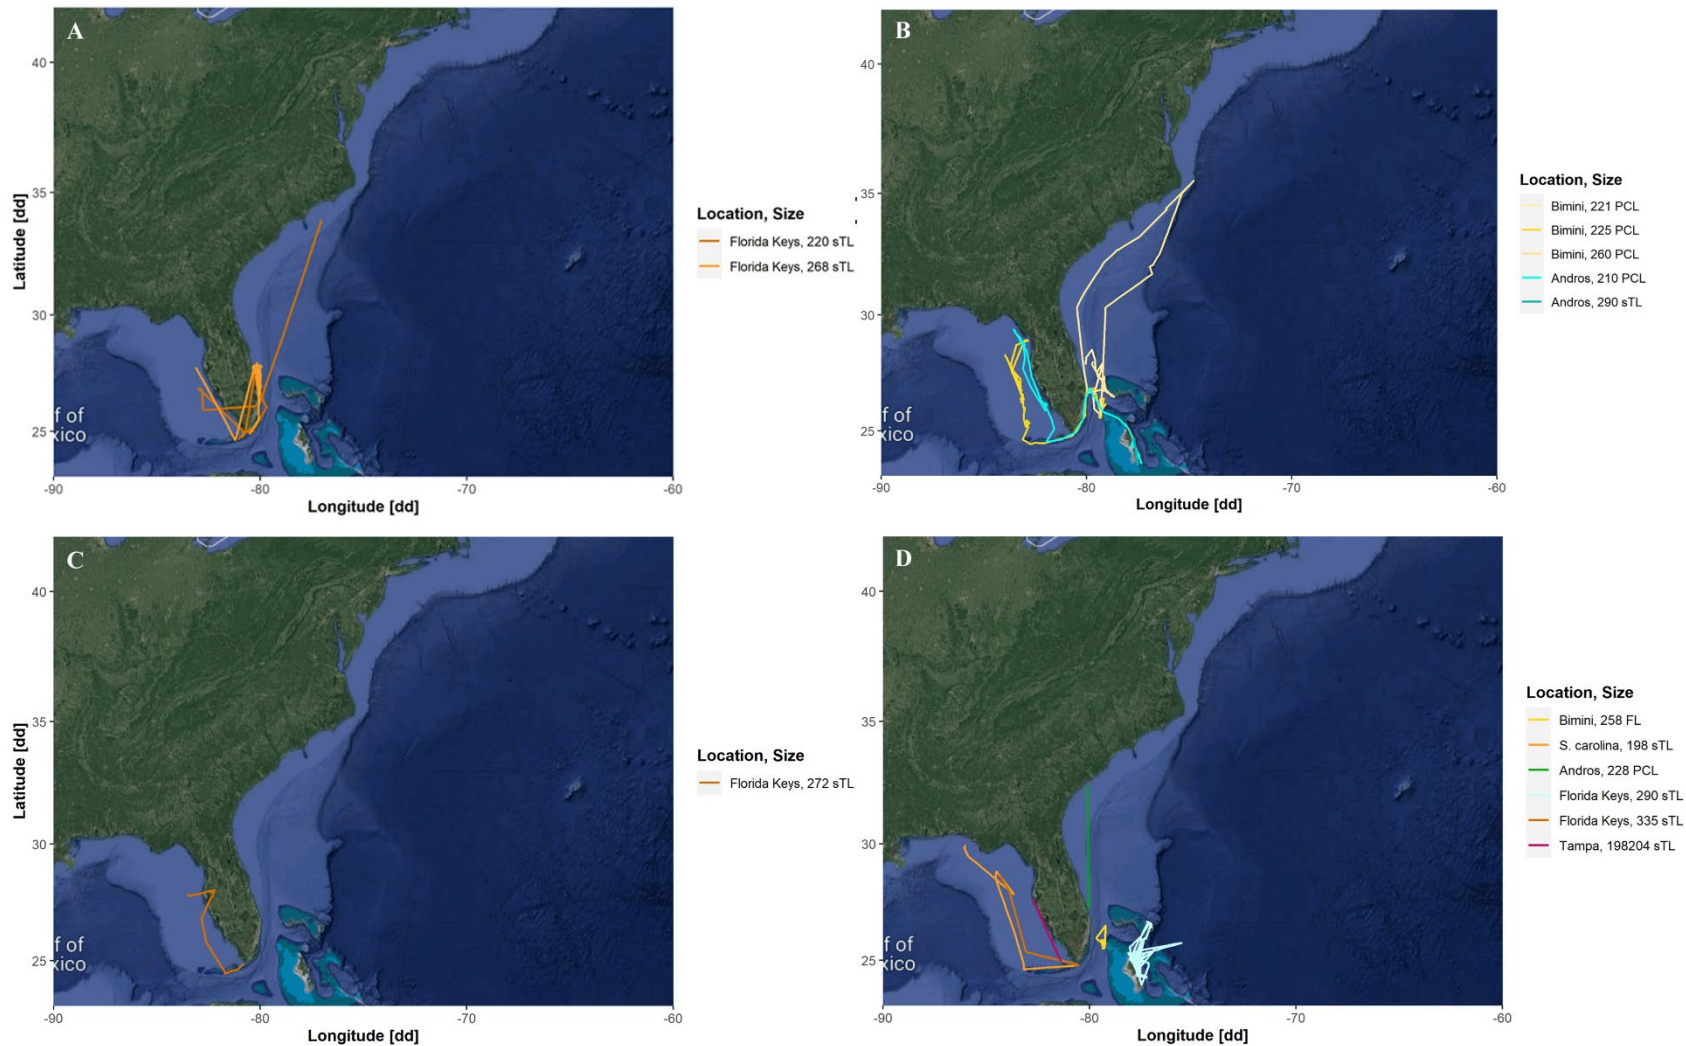 A
40
35
30
25
-90
-80
-70
-60
Latitude [dd]
Longitude [dd]
f of
xico
Location, Size
Florida Keys, 220 sTL
Florida Keys, 268 sTL
B
40
35
30
25
-90
-80
-70
-60
Longitude [dd]
f of
xico
Location, Size
Bimini, 221 PCL
Bimini, 225 PCL
Bimini, 260 PCL
Andros, 210 PCL
Andros, 290 sTL
C
40
35
30
25
-90
-80
-70
-60
Latitude [dd]
Longitude [dd]
f of
xico
Location, Size
Florida Keys, 272 sTL
D
40
35
30
25
-90
-80
-70
-60
Longitude [dd]
f of
xico
Location, Size
Bimini, 258 FL
S. carolina, 198 sTL
Andros, 228 PCL
Florida Keys, 290 sTL
Florida Keys, 335 sTL
Tampa, 198204 sTL